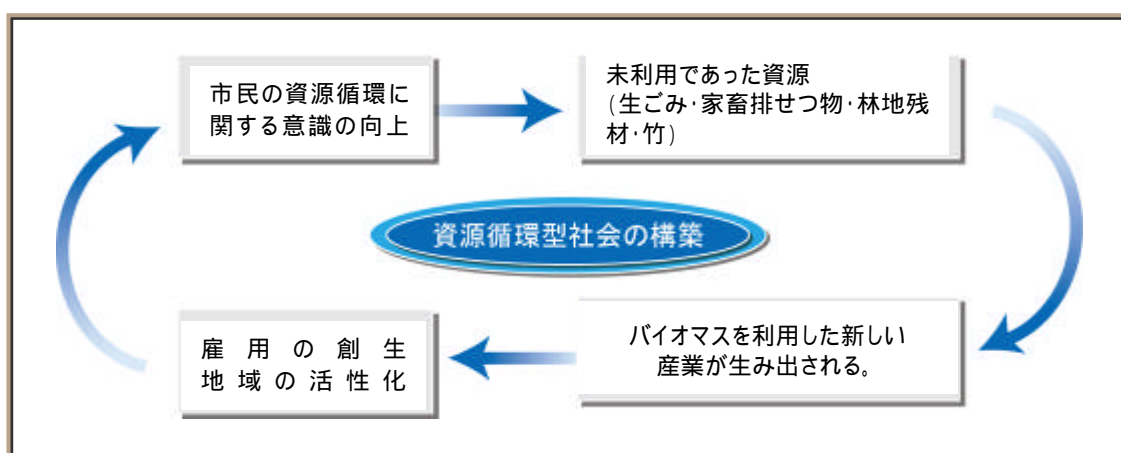 市民の資源循環に
関する意識の向上
未利用であった資源
(生ごみ･家畜排せつ物･林地残
材･竹)
資源循環型社会の構築
雇用の創生
地域の活性化
バイオマスを利用した新しい
産業が生み出される。